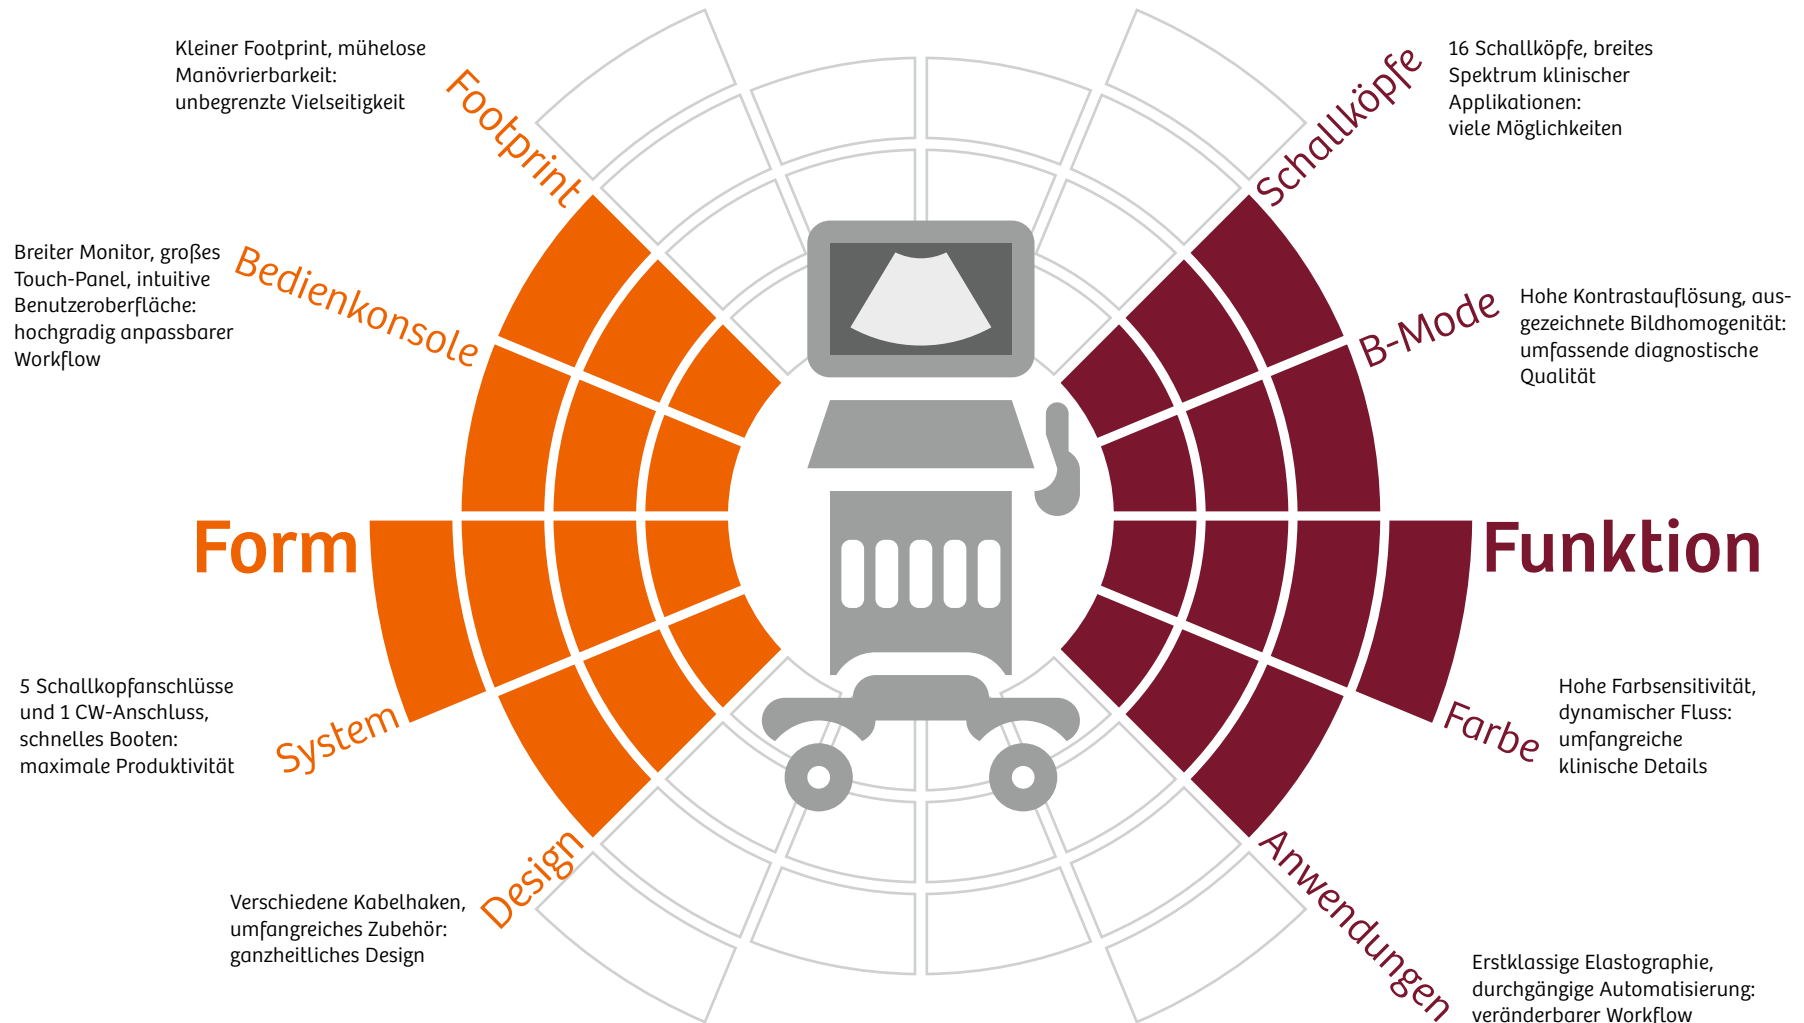 Kleiner Footprint, mühelose
Manövrierbarkeit:
unbegrenzte Vielseitigkeit
Footprint
Breiter Monitor, großes
Touch-Panel, intuitive
Benutzeroberfläche:
hochgradig anpassbarer
Workflow
Bedienkonsole
Form
5 Schallkopfanschlüsse
und 1 CW-Anschluss,
schnelles Booten:
maximale Produktivität
System
Verschiedene Kabelhaken,
umfangreiches Zubehör:
ganzheitliches Design
Design
Schallköpfe
16 Schallköpfe, breites
Spektrum klinischer
Applikationen:
viele Möglichkeiten
B-Mode
Hohe Kontrastauflösung, aus-
gezeichnete Bildhomogenität:
umfassende diagnostische
Qualität
Funktion
Farbe
Hohe Farbsensitivität,
dynamischer Fluss:
umfangreiche
klinische Details
Anwendungen
Erstklassige Elastographie,
durchgängige Automatisierung:
veränderbarer Workflow